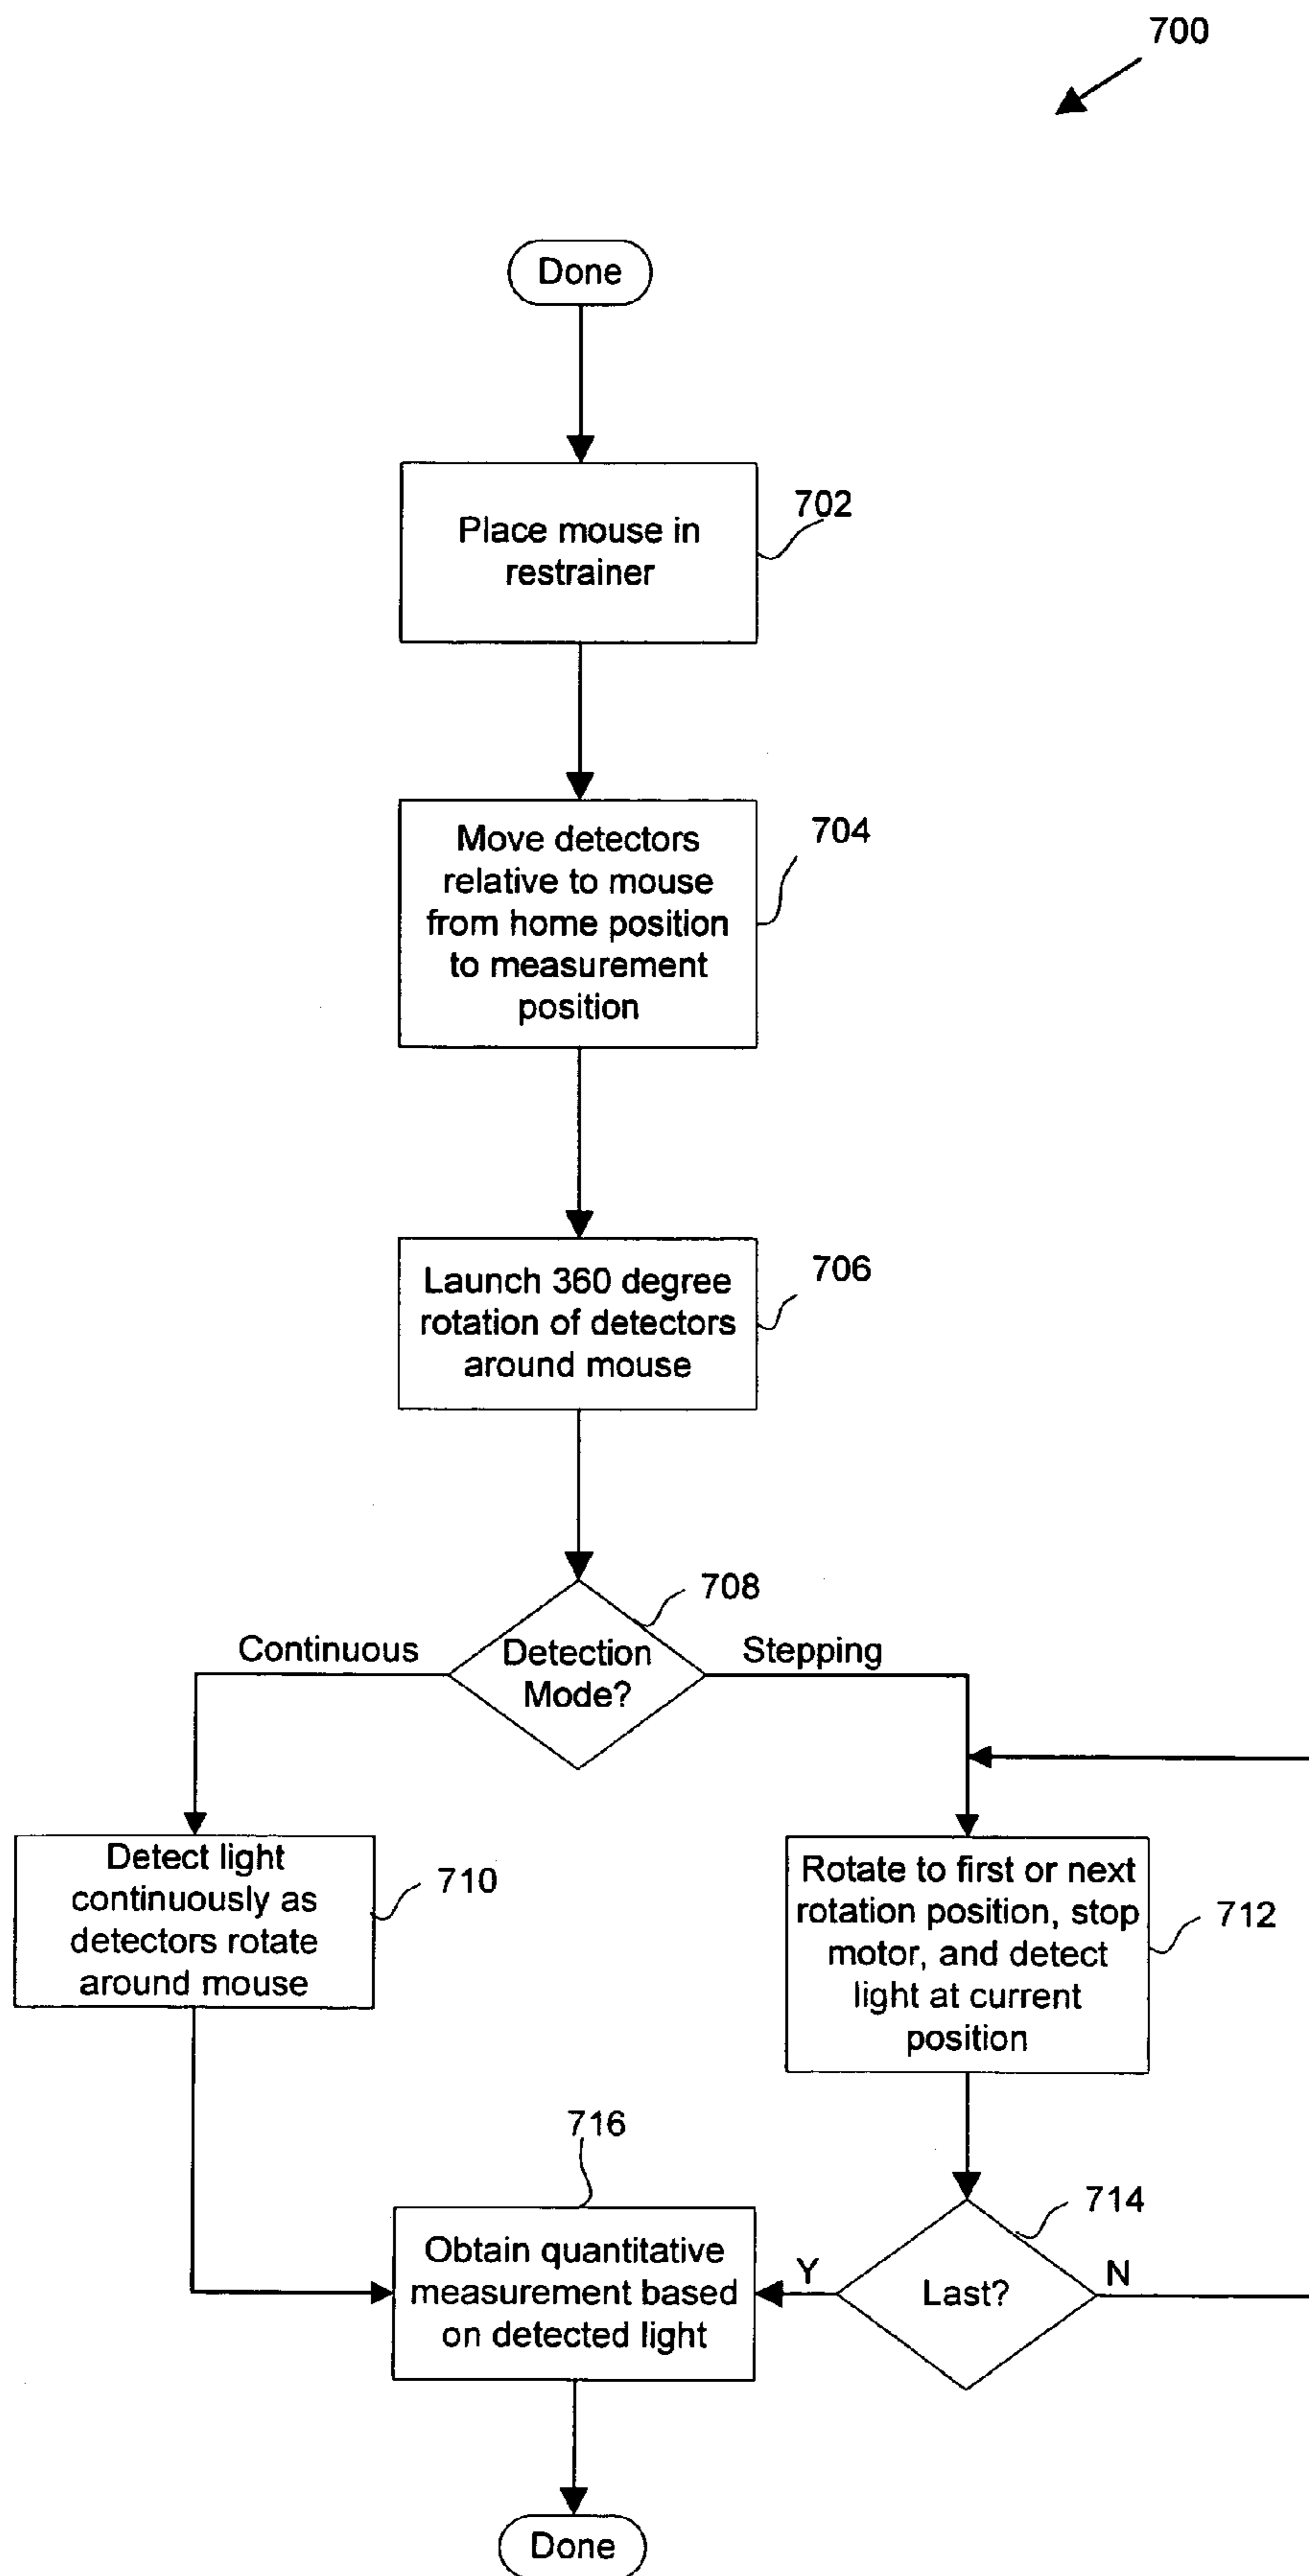 700
Done
Place mouse in
restrainer
702
Move detectors
relative to mouse
from home position
to measurement
position
704
Launch 360 degree
rotation of detectors
around mouse
706
708
Continuous
Detection
Mode?
Stepping
Detect light
continuously as
detectors rotate
around mouse
710
Rotate to first or next
rotation position, stop
motor, and detect
light at current
position
712
716
714
Obtain quantitative
measurement based
on detected light
Y
Last?
N
Done